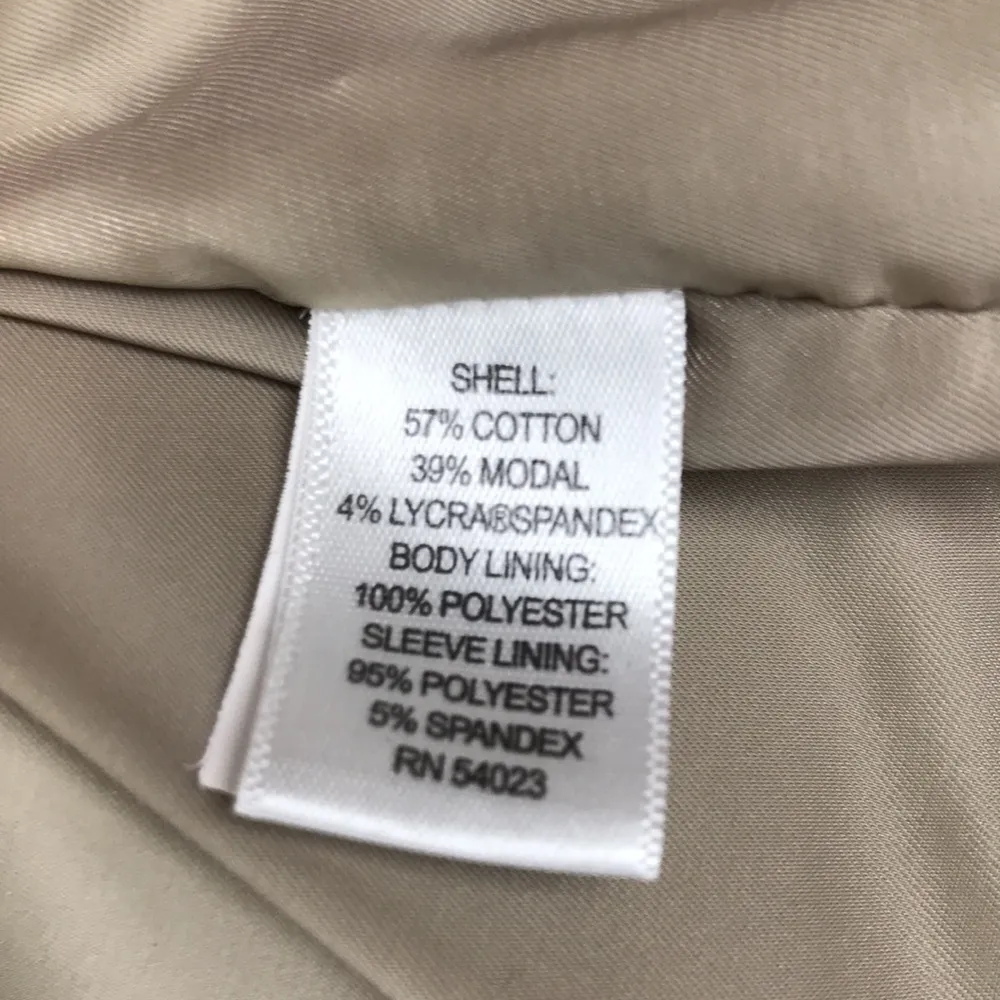 SHELL:
57% COTTON
39% MODAL
4% LYCRA®SPANDEX
BODY LINING:
100% POLYESTER
SLEEVE LINING:
95% POLYESTER
5% SPANDEX
RN 54023